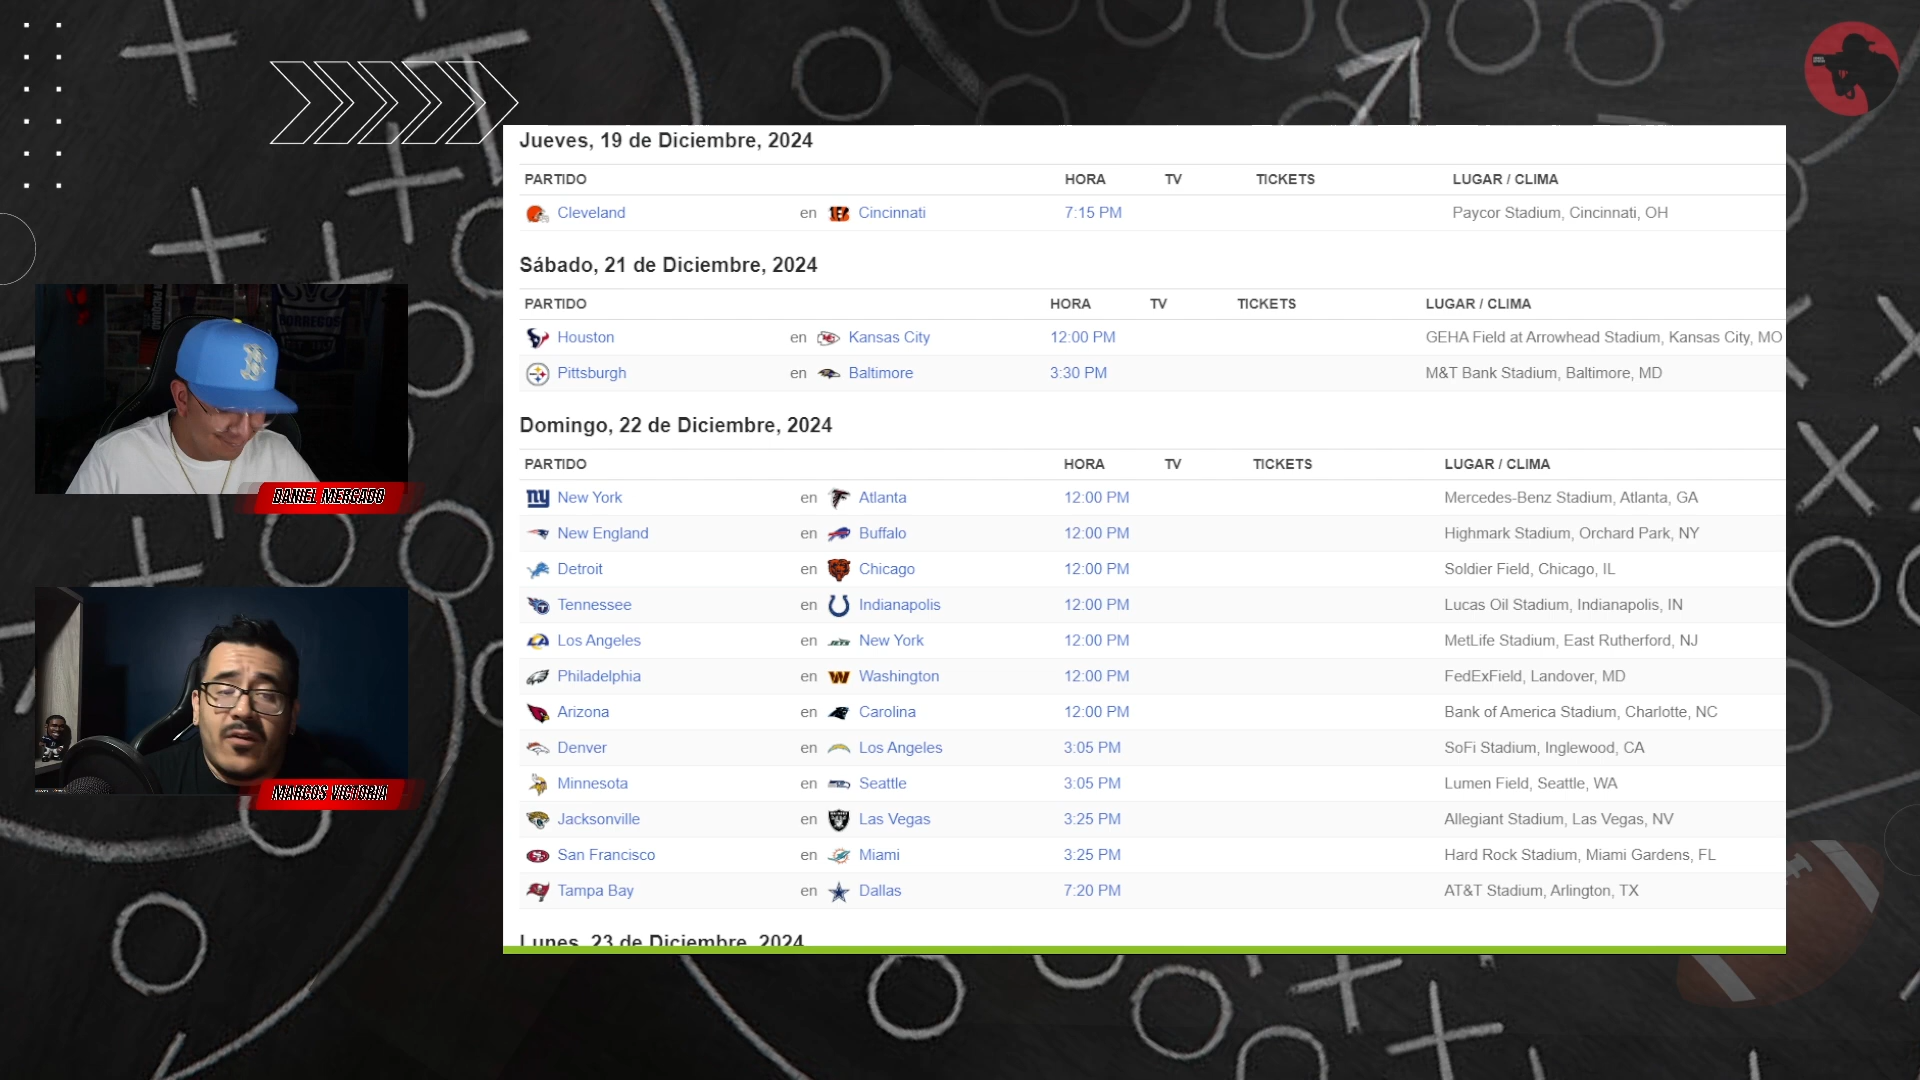 Jueves, 19 de Diciembre, 2024
PARTIDO HORA TV TICKETS LUGAR / CLIMA
Cleveland en Cincinnati 7:15 PM Paycor Stadium, Cincinnati, OH
Sábado, 21 de Diciembre, 2024
PARTIDO HORA TV TICKETS LUGAR / CLIMA
Houston en Kansas City 12:00 PM GEHA Field at Arrowhead Stadium, Kansas City, MO
Pittsburgh en Baltimore 3:30 PM M&T Bank Stadium, Baltimore, MD
Domingo, 22 de Diciembre, 2024
PARTIDO HORA TV TICKETS LUGAR / CLIMA
ny New York en Atlanta 12:00 PM Mercedes-Benz Stadium, Atlanta, GA
New England en Buffalo 12:00 PM Highmark Stadium, Orchard Park, NY
Detroit en Chicago 12:00 PM Soldier Field, Chicago, IL
Tennessee en Indianapolis 12:00 PM Lucas Oil Stadium, Indianapolis, IN
Los Angeles en New York 12:00 PM MetLife Stadium, East Rutherford, NJ
Philadelphia en Washington 12:00 PM FedExField, Landover, MD
Arizona en Carolina 12:00 PM Bank of America Stadium, Charlotte, NC
Denver en Los Angeles 3:05 PM SoFi Stadium, Inglewood, CA
Minnesota en Seattle 3:05 PM Lumen Field, Seattle, WA
Jacksonville en Las Vegas 3:25 PM Allegiant Stadium, Las Vegas, NV
San Francisco en Miami 3:25 PM Hard Rock Stadium, Miami Gardens, FL
Tampa Bay en Dallas 7:20 PM AT&T Stadium, Arlington, TX
Lunes, 23 de Diciembre, 2024
BORREGOS
DANIEL MERCADO
MARCOS VICTORIA